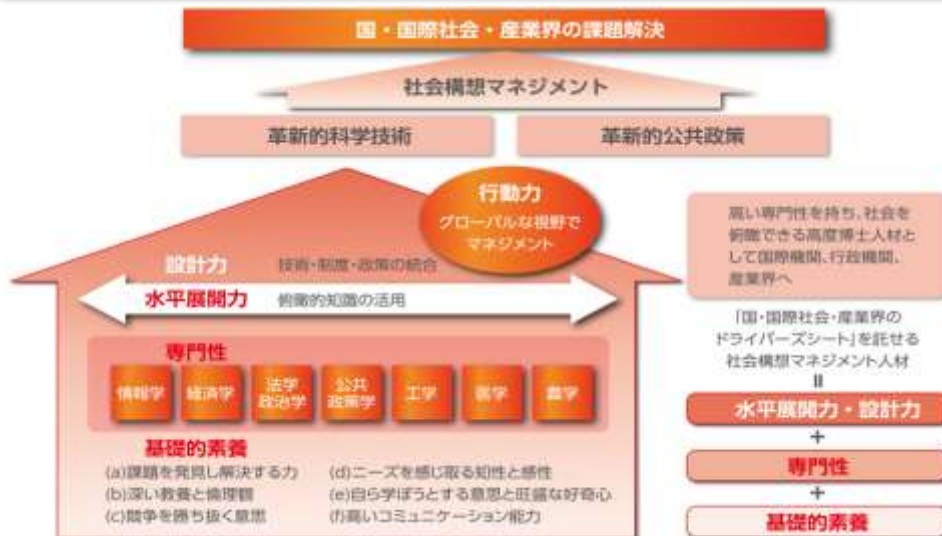 国・国際社会・産業界の課題解決
社会構想マネジメント
革新的科学技術
革新的公共政策
行動力
グローバルな視野で
マネジメント
設計力
技術・制度・政策の統合
水平展開力
俯瞰的知識の活用
専門性
情報学
経済学
法学
政治学
公共
政策学
工学
医学
農学
基礎的素養
(a)課題を発見し解決する力
(b)深い教養と倫理観
(c)競争を勝ち抜く意思
(d)ニーズを感じ取る知性と感性
(e)自ら学ぼうとする意思と旺盛な好奇心
(f)高いコミュニケーション能力
高い専門性を持ち、社会を
俯瞰できる高度博士人材と
して国際機関、行政機関、
産業界へ
「国・国際社会・産業界の
ドライバーズシート」を託せる
社会構想マネジメント人材
=
水平展開力・設計力
+
専門性
+
基礎的素養